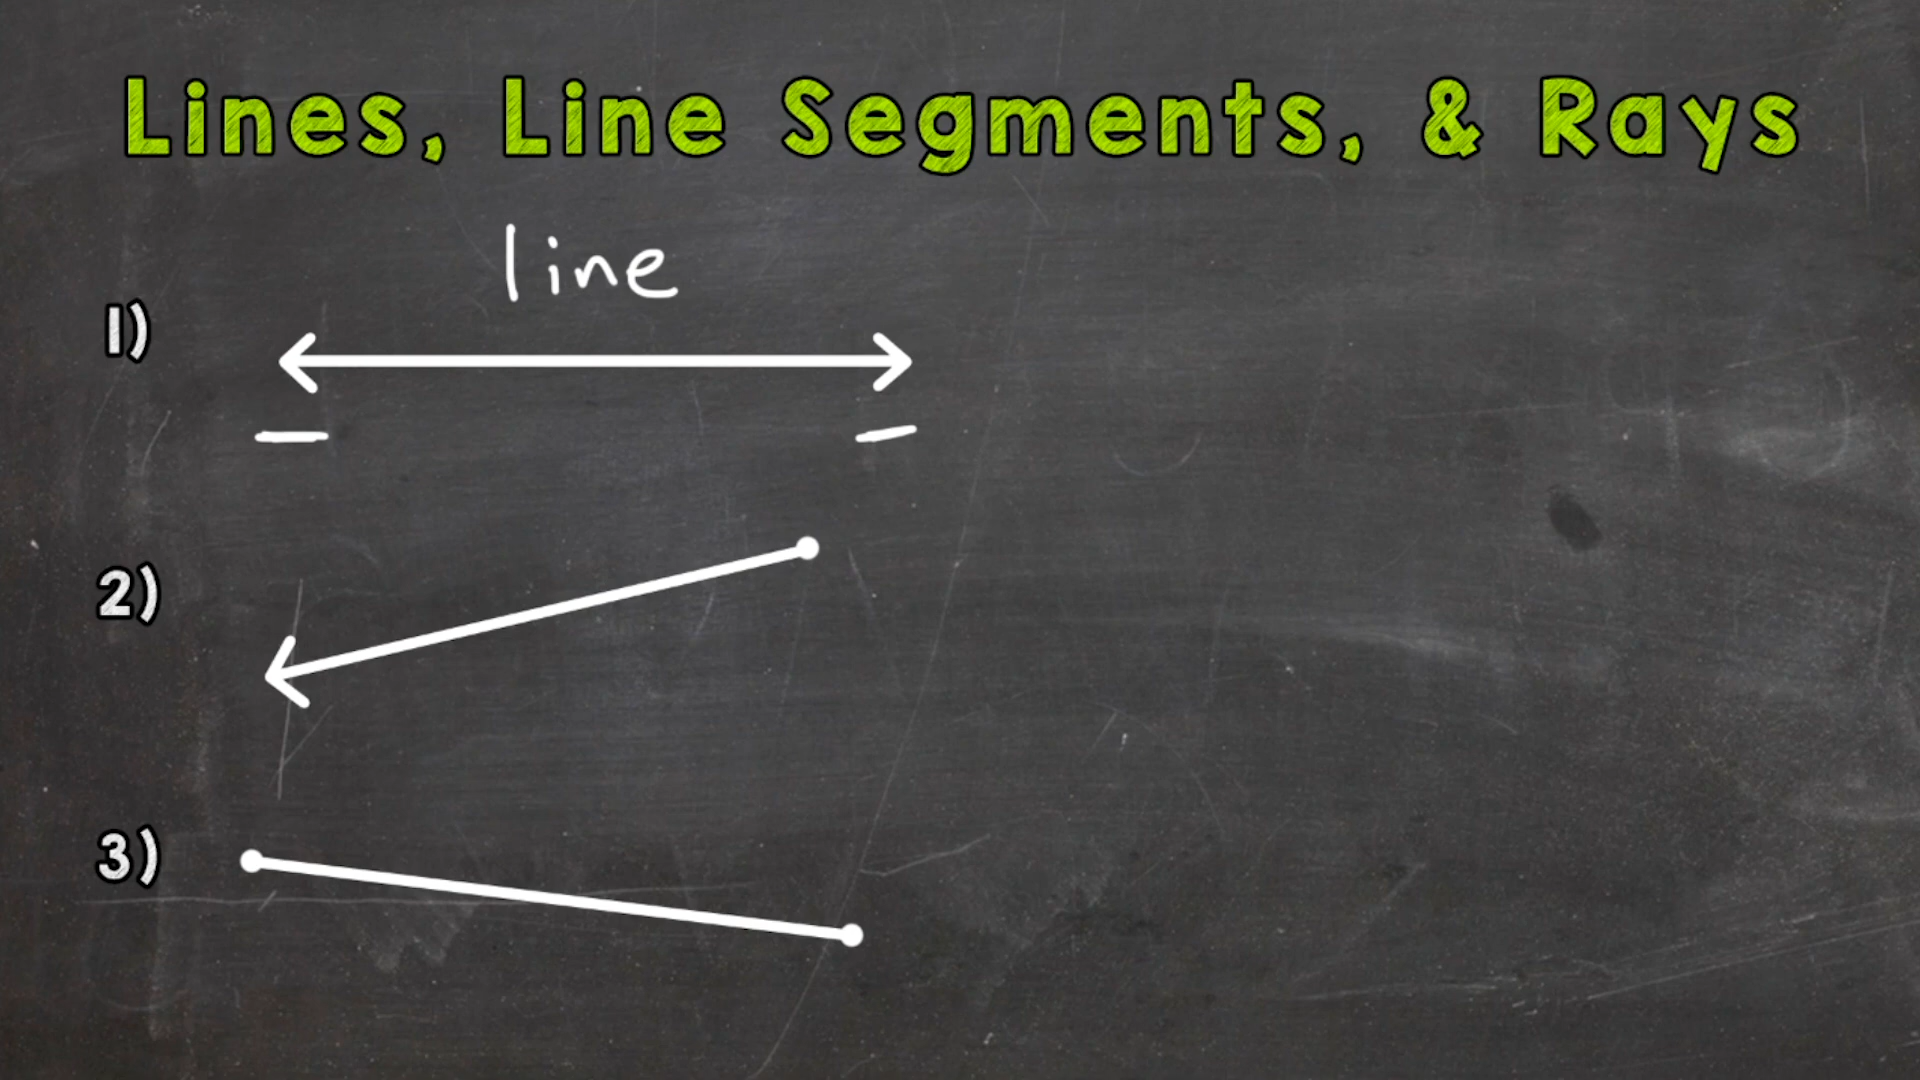 Lines, Line Segments, & Rays
line
1)
2)
3)